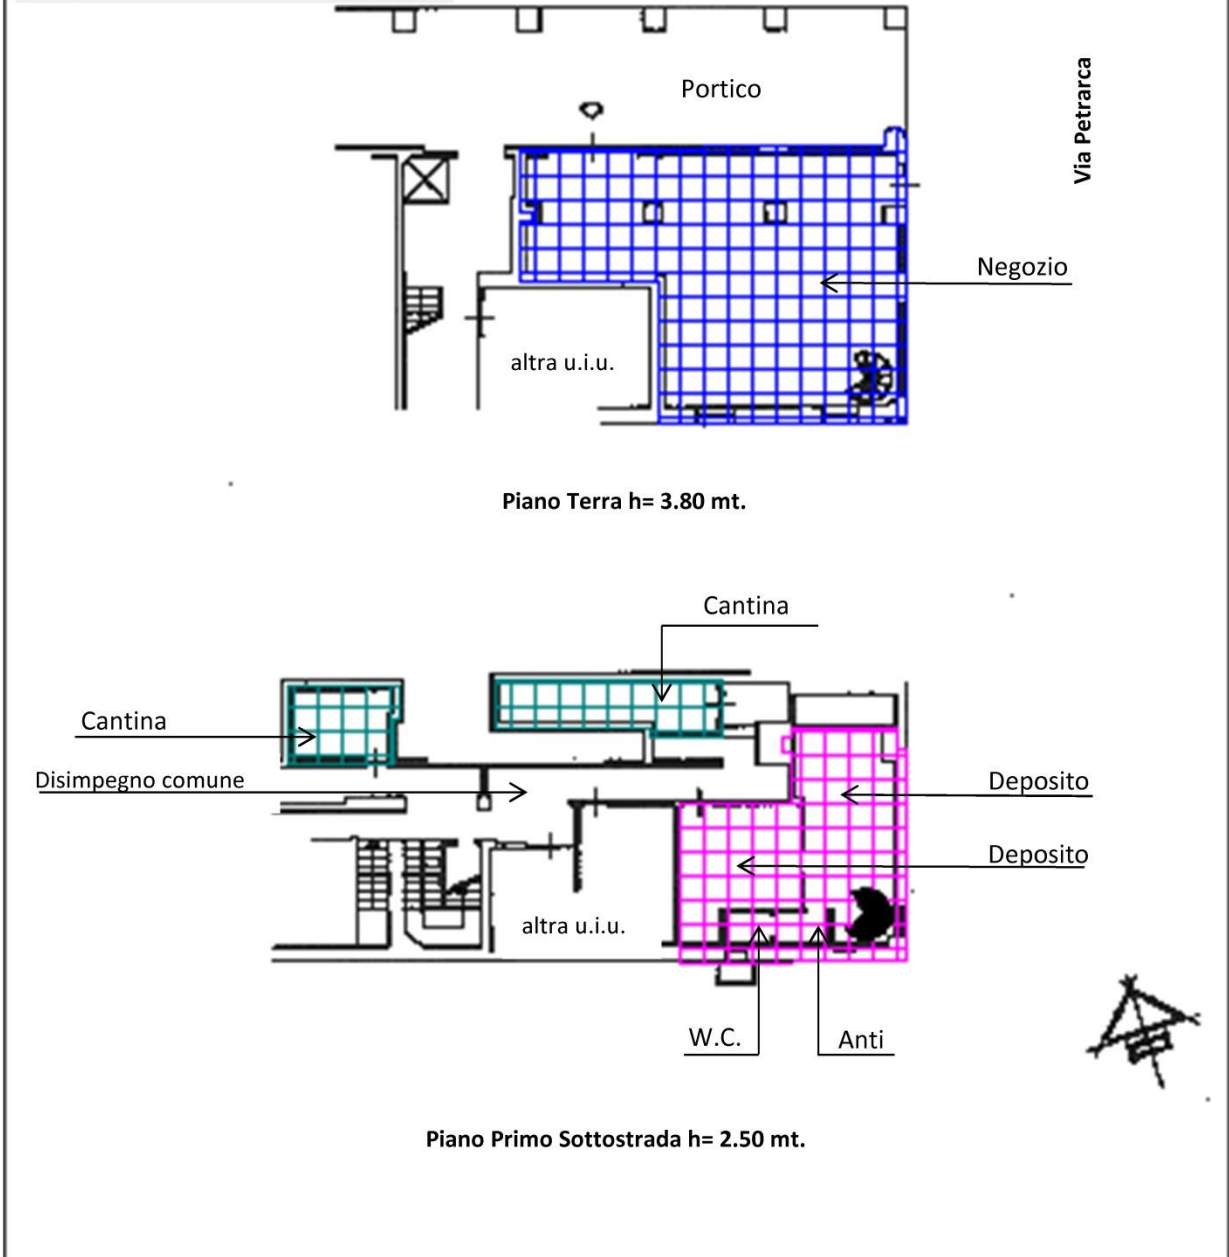 Portico
Via Petrarca
Negozio
altra u.i.u.
Piano Terra h= 3.80 mt.
Cantina
Cantina
Disimpegno comune
Deposito
Deposito
altra u.i.u.
W.C.
Anti
Piano Primo Sottostrada h= 2.50 mt.